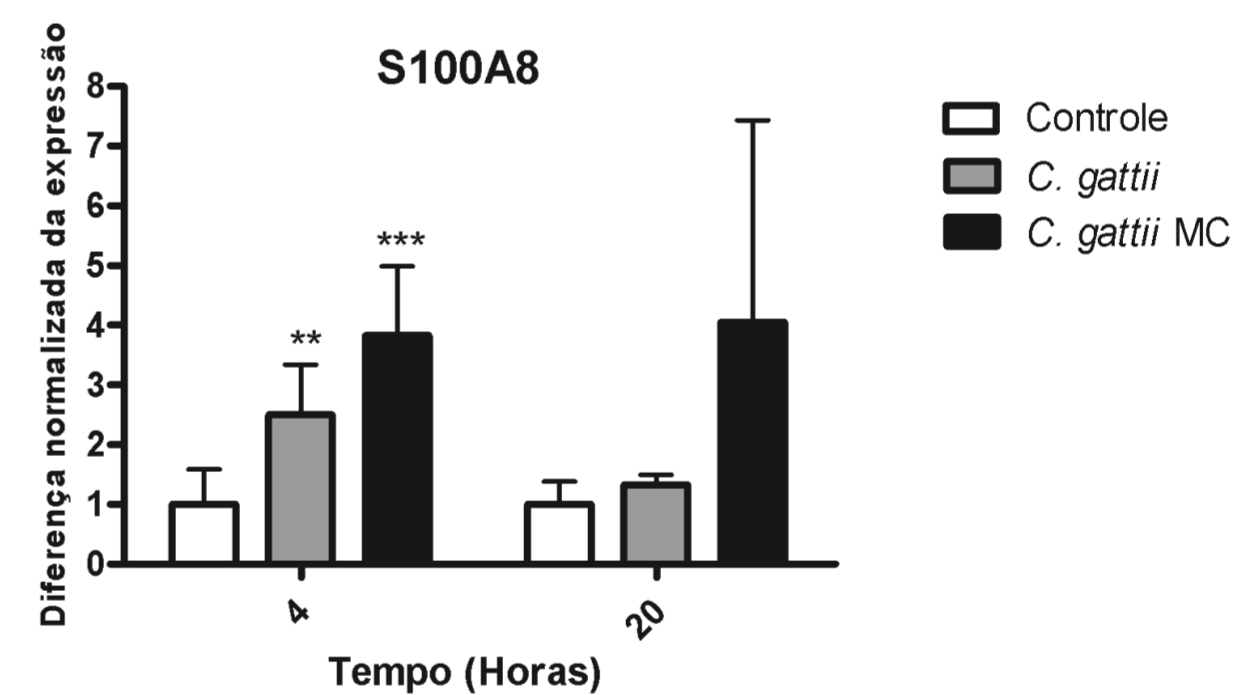 S100A8
Diferença normalizada da expressão
8
7
6
5
4
3
2
1
0
**
***
4
20
Tempo (Horas)
Controle
C. gattii
C. gattii MC